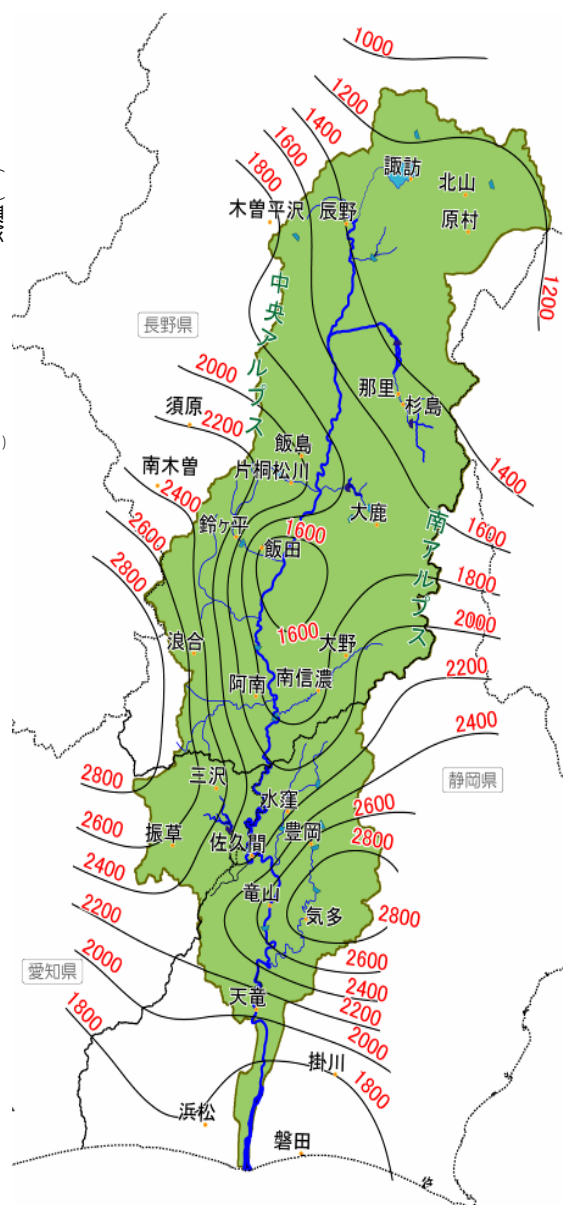 1000
1200
1400
1600
1800
諏訪
北山
木曽平沢
辰野
原村
1200
中央アルプス
長野県
那里
杉島
2000
須原
2200
飯島
片桐松川
南木曽
2400
1400
大鹿
2600
鈴ヶ平
1600
飯田
南アルプス
1600
2800
1800
2000
1600
浪合
大野
2200
阿南
南信濃
2400
2800
三沢
静岡県
水窪
2600
2600
振草
佐久間
豊岡
2800
2400
竜山
気多
2800
2200
2600
愛知県
2000
2400
天竜
2200
2000
1800
掛川
1800
浜松
磐田